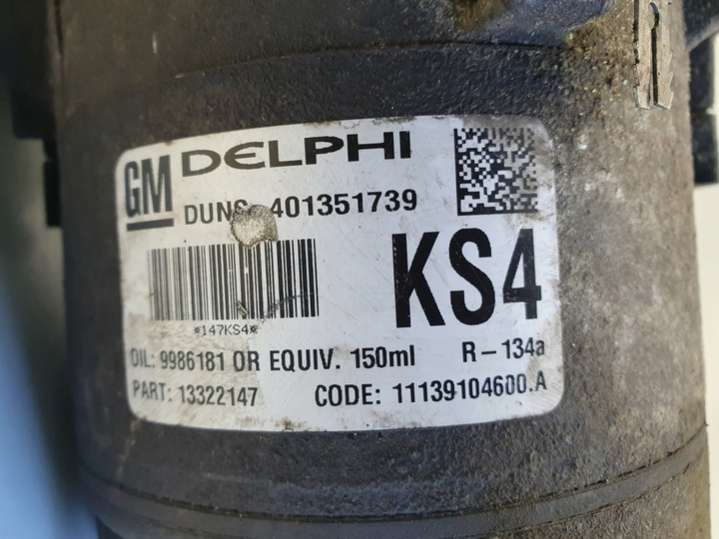 GM DELPHI
DUNS 401351739
KS4
*147KS4*
OIL: 9986181 OR EQUIV. 150ml R-134a
PART: 13322147 CODE: 11139104600.A